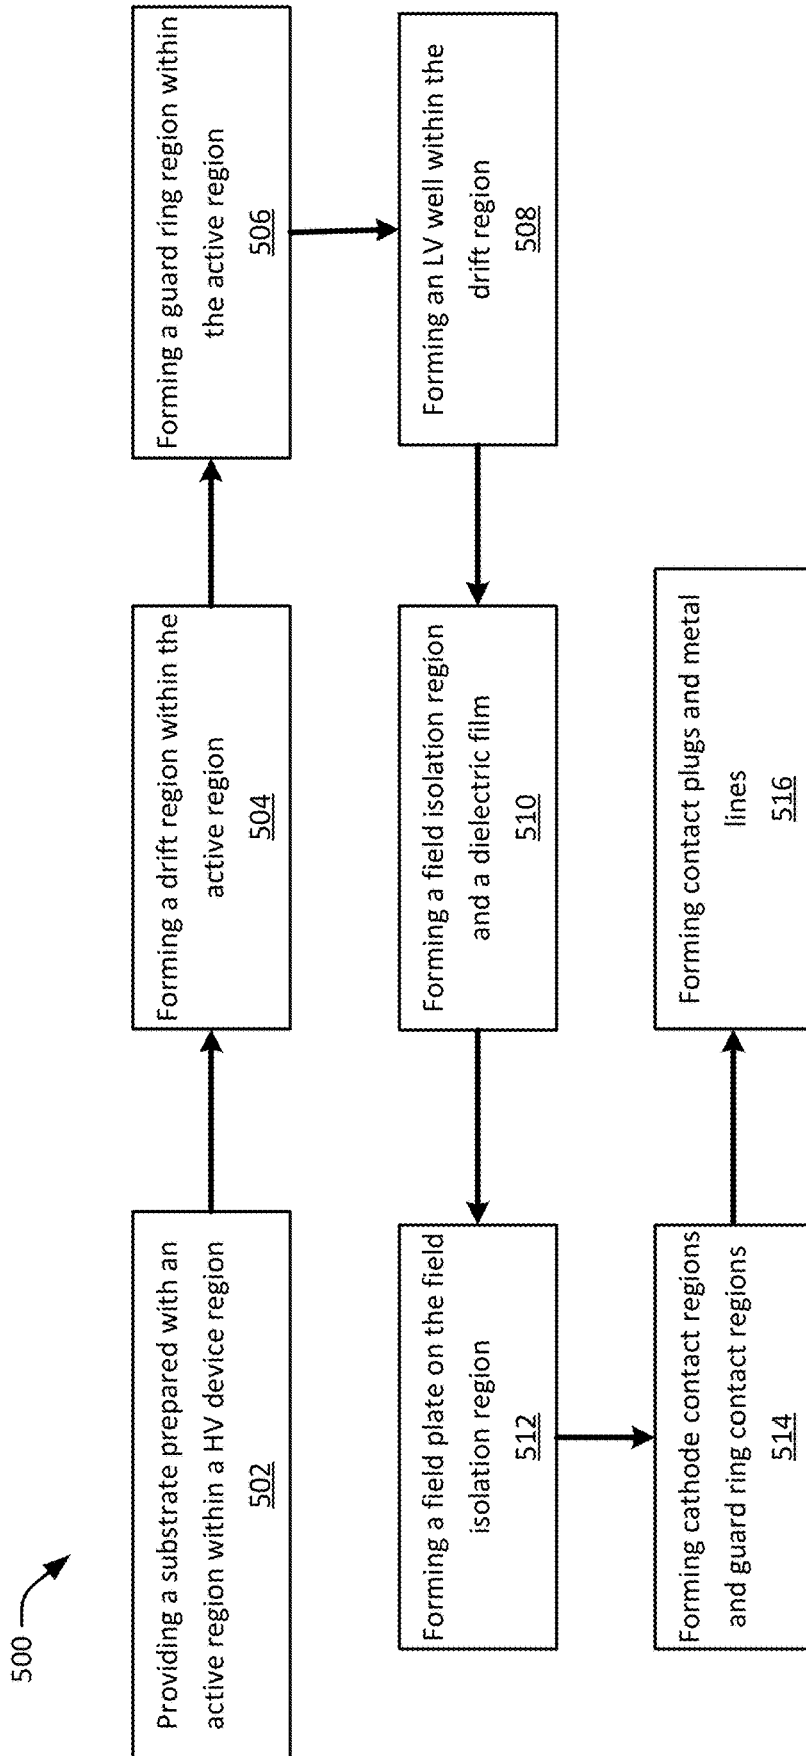 500
Providing a substrate prepared with an
active region within a HV device region
502
Forming a drift region within the
active region
504
Forming a guard ring region within
the active region
506
Forming an LV well within the
drift region
508
Forming a field isolation region
and a dielectric film
510
Forming a field plate on the field
isolation region
512
Forming cathode contact regions
and guard ring contact regions
514
Forming contact plugs and metal
lines
516